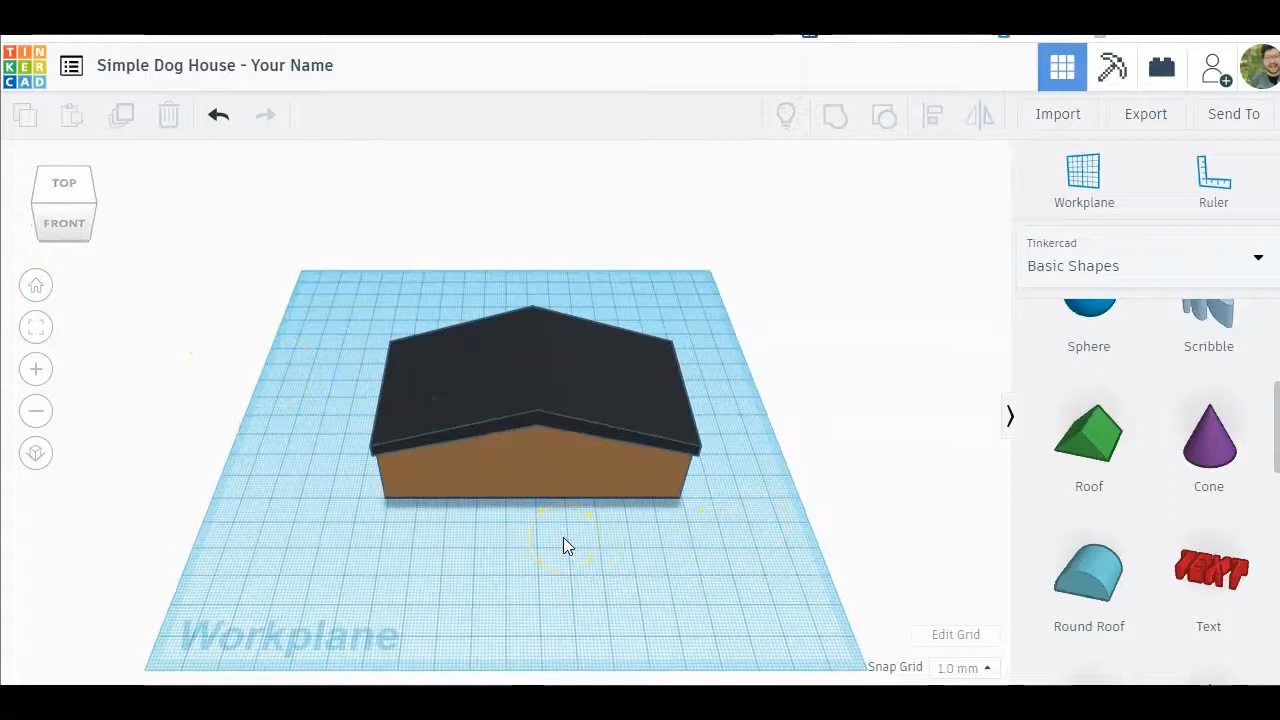 TIN
KER
CAD
Simple Dog House - Your Name
Import
Export
Send To
TOP
FRONT
Workplane
Ruler
Tinkercad
Basic Shapes
Sphere
Scribble
Roof
Cone
TEXT
Round Roof
Text
Workplane
Edit Grid
Snap Grid
1.0 mm